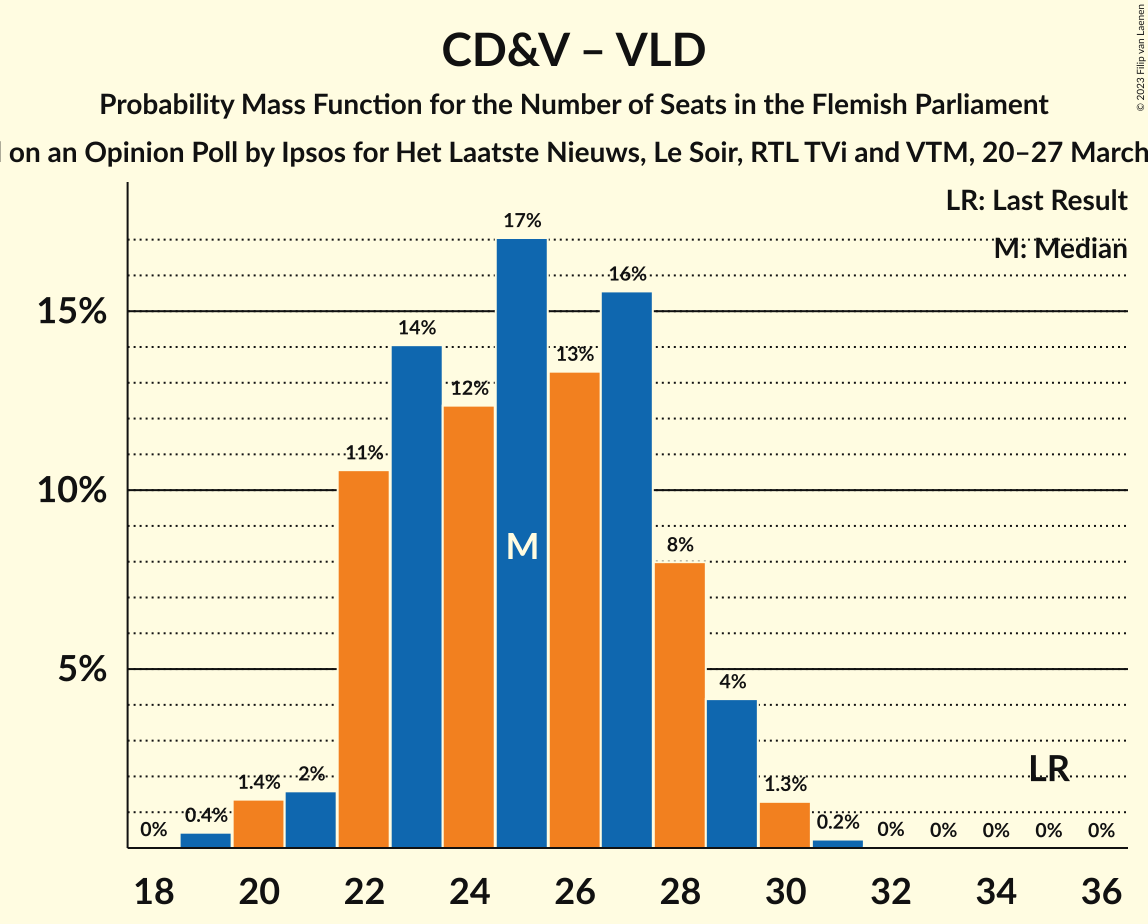 CD&V – VLD
Probability Mass Function for the Number of Seats in the Flemish Parliament
on an Opinion Poll by Ipsos for Het Laatste Nieuws, Le Soir, RTL TVi and VTM, 20–27 March
© 2023 Filip van Laenen
LR: Last Result
M: Median
17%
16%
15%
14%
13%
12%
11%
10%
M
8%
5%
4%
LR
2%
1.4%
1.3%
0.4%
0.2%
0%
0%
0%
0%
0%
0%
18 20 22 24 26 28 30 32 34 36